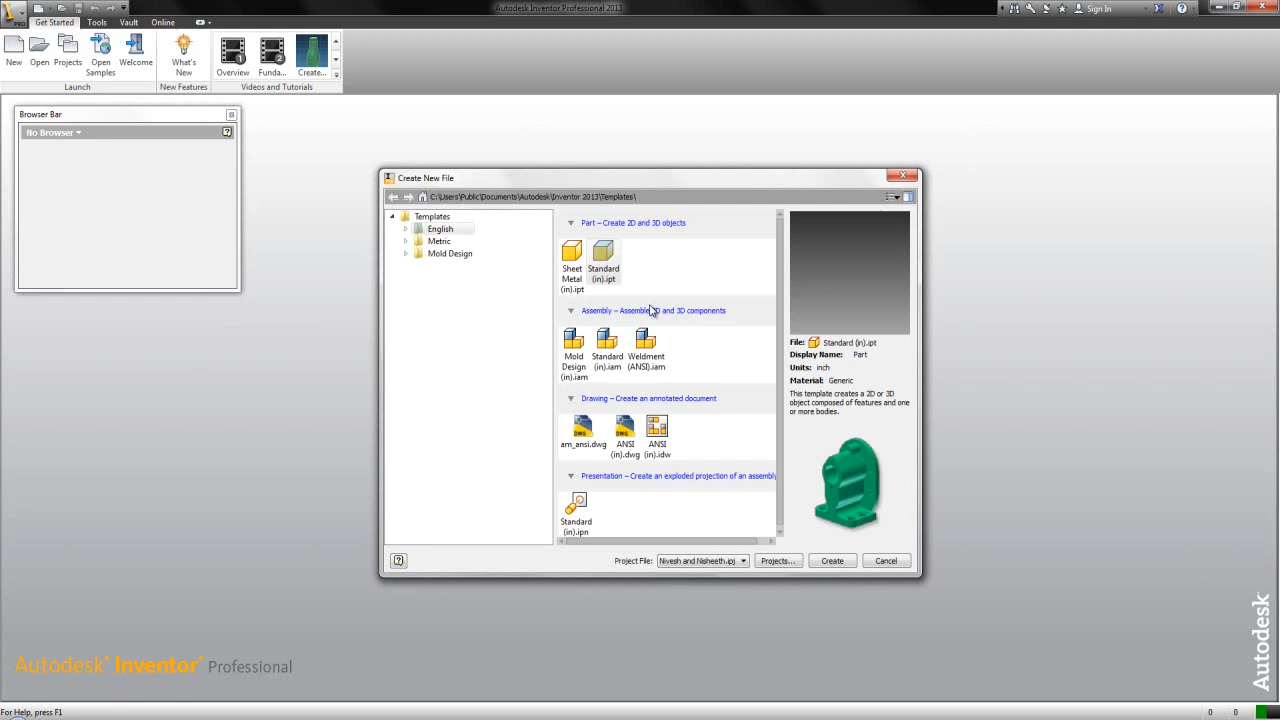 Autodesk Inventor Professional 2013
Sign In
PRO
Get Started
Tools
Vault
Online
New
Open
Projects
Open
Samples
Welcome
What's
New
Overview
Funda...
Create...
Launch
New Features
Videos and Tutorials
Browser Bar
No Browser
Create New File
C:\Users\Public\Documents\Autodesk\Inventor 2013\Templates\
Templates
English
Metric
Mold Design
Part – Create 2D and 3D objects
Sheet
Metal
(in).ipt
Standard
(in).ipt
Assembly – Assemble 2D and 3D components
Mold
Design
(in).iam
Standard
(in).iam
Weldment
(ANSI).iam
Drawing – Create an annotated document
am_ansi.dwg
ANSI
(in).dwg
ANSI
(in).idw
Presentation – Create an exploded projection of an assembly
Standard
(in).ipn
File: Standard (in).ipt
Display Name: Part
Units: inch
Material: Generic
This template creates a 2D or 3D
object composed of features and one
or more bodies.
Project File:
Nivesh and Nisheeth.ipj
Projects...
Create
Cancel
Autodesk® Inventor® Professional
Autodesk
For Help, press F1
0
0